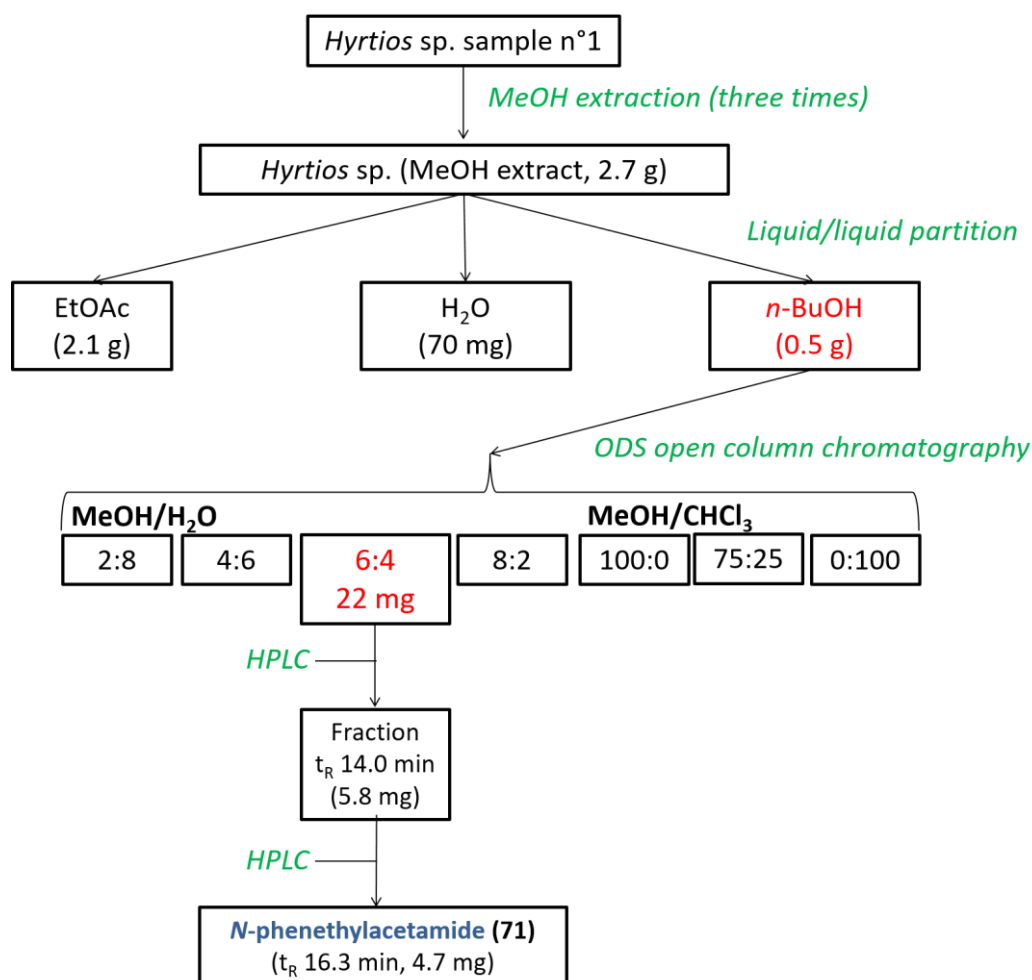 Hyrtios sp. sample n°1
MeOH extraction (three times)
Hyrtios sp. (MeOH extract, 2.7 g)
Liquid/liquid partition
EtOAc
(2.1 g)
H₂O
(70 mg)
n-BuOH
(0.5 g)
ODS open column chromatography
MeOH/H₂O
MeOH/CHCl₃
2:8
4:6
6:4
22 mg
8:2
100:0
75:25
0:100
HPLC
Fraction
tR 14.0 min
(5.8 mg)
HPLC
N-phenethylacetamide (71)
(tR 16.3 min, 4.7 mg)